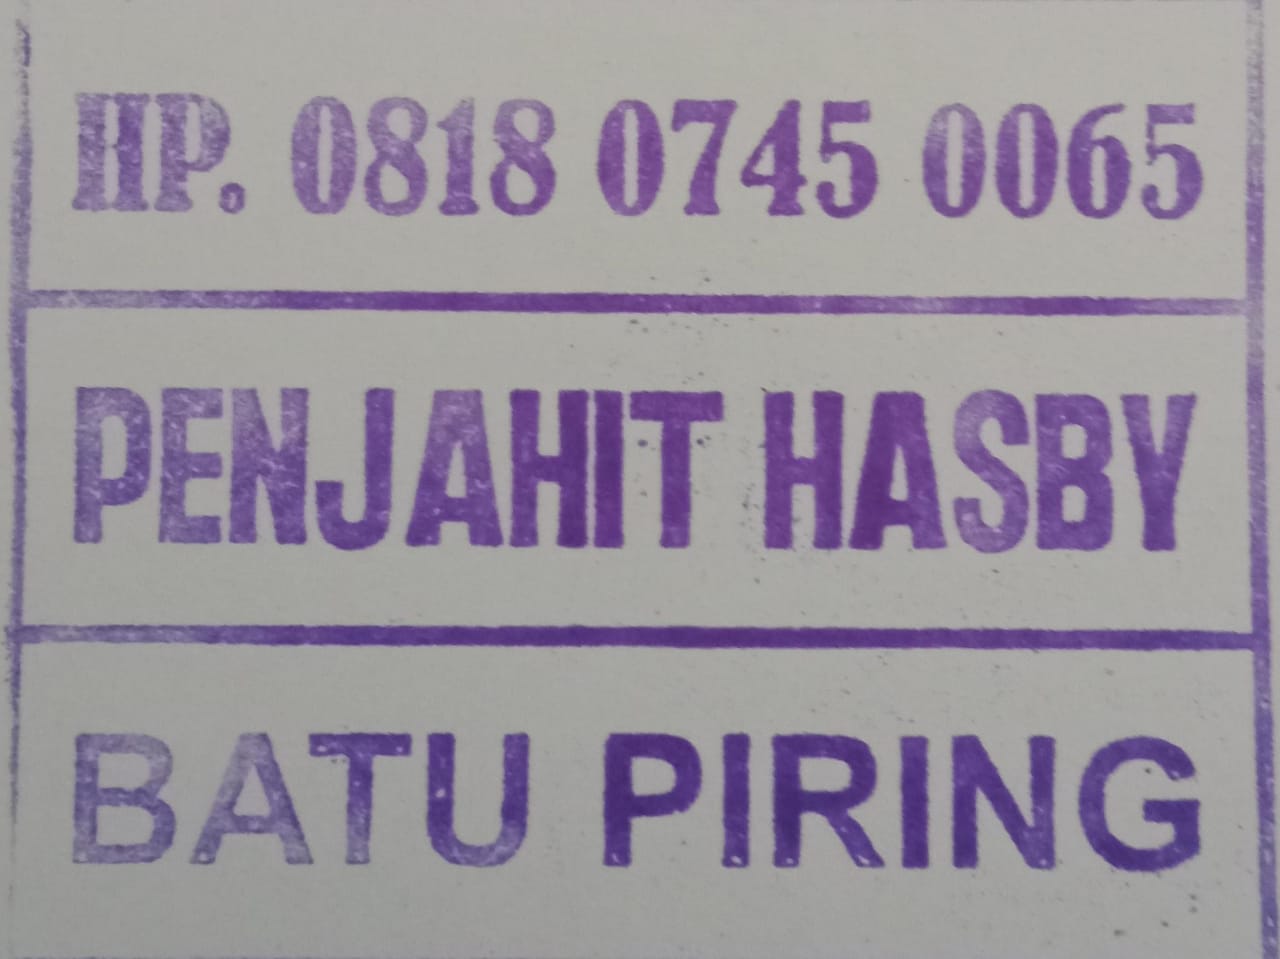 HP. 0818 0745 0065
PENJAHIT HASBY
BATU PIRING